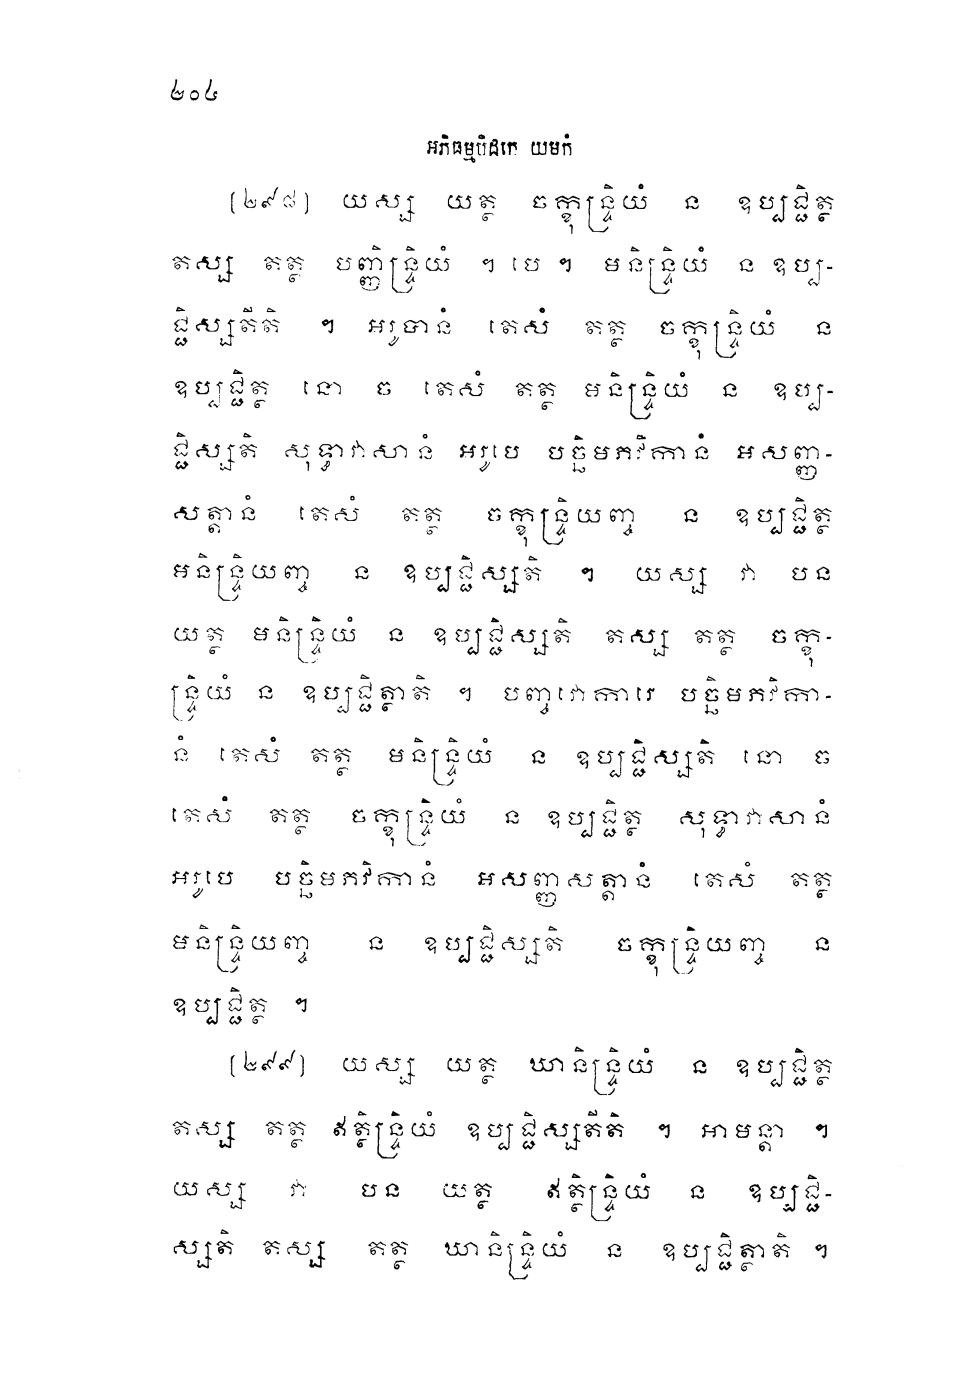 ២០៤
អភិធម្មបិដកេ យមកំ
(២៩៨) យស្ស យត្ថ ចក្ខុន្ទ្រិយំ ន ឧប្បជ្ជិត្ថ
តស្ស តត្ថ បញ្ញិន្ទ្រិយំ ។ បេ ។ មនិន្ទ្រិយំ ន ឧប្ប-
ជ្ជិស្សតីតិ ។ អរូបានំ តេសំ តត្ថ ចក្ខុន្ទ្រិយំ ន
ឧប្បជ្ជិត្ថ នោ ច តេសំ តត្ថ មនិន្ទ្រិយំ ន ឧប្ប-
ជ្ជិស្សតិ សុទ្ធាវាសានំ អរូបេ បច្ឆិមភវិកានំ អសញ្ញ-
សត្តានំ តេសំ តត្ថ ចក្ខុន្ទ្រិយញ្ច ន ឧប្បជ្ជិត្ថ
មនិន្ទ្រិយញ្ច ន ឧប្បជ្ជិស្សតិ ។ យស្ស វា បន
យត្ថ មនិន្ទ្រិយំ ន ឧប្បជ្ជិស្សតិ តស្ស តត្ថ ចក្ខុ-
ន្ទ្រិយំ ន ឧប្បជ្ជិត្ថាតិ ។ បញ្ចវោការេ បច្ឆិមភវិកា-
នំ តេសំ តត្ថ មនិន្ទ្រិយំ ន ឧប្បជ្ជិស្សតិ នោ ច
តេសំ តត្ថ ចក្ខុន្ទ្រិយំ ន ឧប្បជ្ជិត្ថ សុទ្ធាវាសានំ
អរូបេ បច្ឆិមភវិកានំ អសញ្ញសត្តានំ តេសំ តត្ថ
មនិន្ទ្រិយញ្ច ន ឧប្បជ្ជិស្សតិ ចក្ខុន្ទ្រិយញ្ច ន
ឧប្បជ្ជិត្ថ ។
(២៩៩) យស្ស យត្ថ ឃានិន្ទ្រិយំ ន ឧប្បជ្ជិត្ថ
តស្ស តត្ថ ឥត្ថិន្ទ្រិយំ ឧប្បជ្ជិស្សតីតិ ។ អាមន្តា ។
យស្ស វា បន យត្ថ ឥត្ថិន្ទ្រិយំ ន ឧប្បជ្ជិ-
ស្សតិ តស្ស តត្ថ ឃានិន្ទ្រិយំ ន ឧប្បជ្ជិត្ថាតិ ។